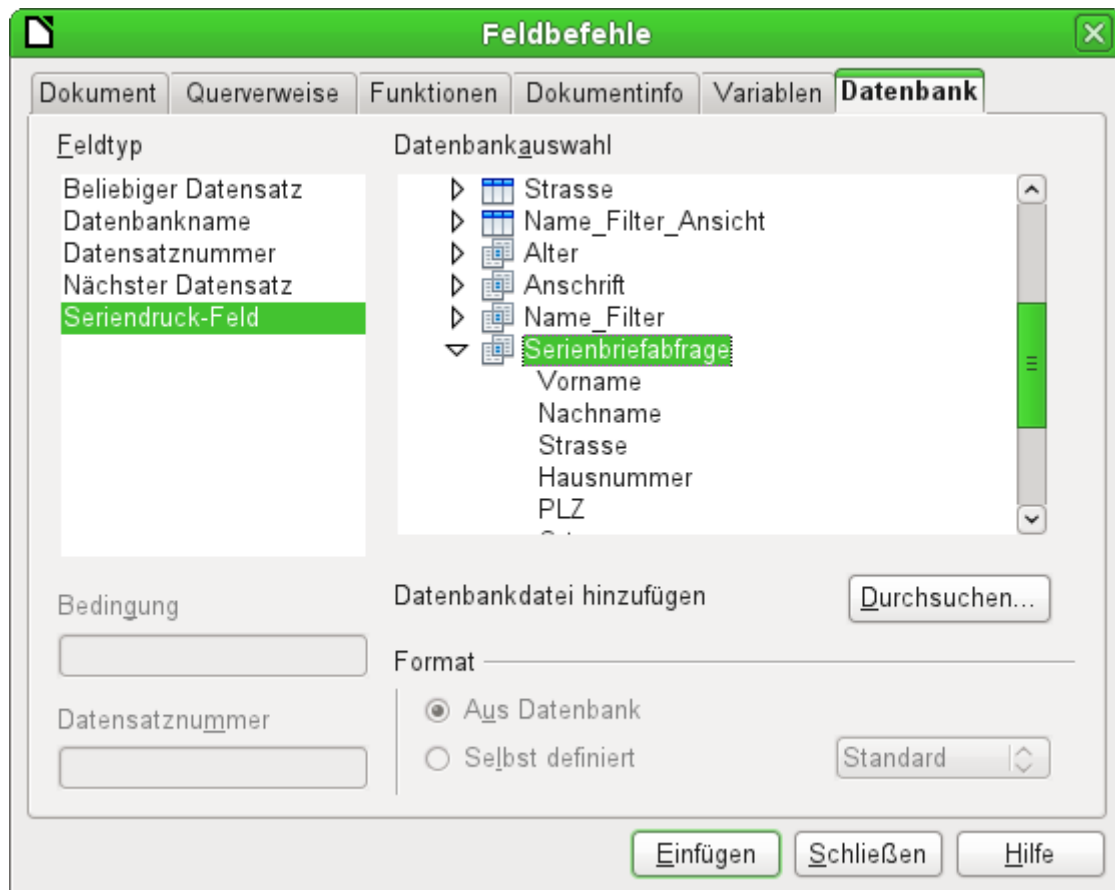 Feldbefehle
Dokument Querverweise Funktionen Dokumentinfo Variablen Datenbank
Feldtyp
Beliebiger Datensatz
Datenbankname
Datensatznummer
Nächster Datensatz
Seriendruck-Feld
Datenbankauswahl
Strasse
Name_Filter_Ansicht
Alter
Anschrift
Name_Filter
Serienbriefabfrage
Vorname
Nachname
Strasse
Hausnummer
PLZ
Bedingung
Datensatznummer
Datenbankdatei hinzufügen Durchsuchen...
Format
Aus Datenbank
Selbst definiert Standard
Einfügen Schließen Hilfe